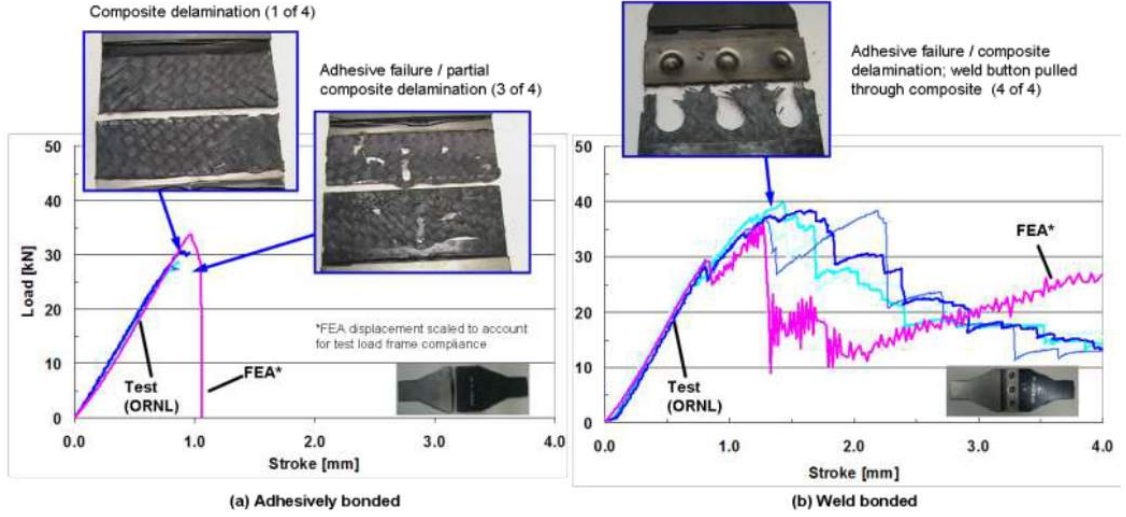 Composite delamination (1 of 4)
Adhesive failure / partial
composite delamination (3 of 4)
Adhesive failure / composite
delamination; weld button pulled
through composite (4 of 4)
50
40
30
20
10
0
Load [kN]
0.0
1.0
2.0
3.0
4.0
Stroke [mm]
Test
(ORNL)
FEA*
*FEA displacement scaled to account
for test load frame compliance
(a) Adhesively bonded
50
40
30
20
10
0
0.0
1.0
2.0
3.0
4.0
Stroke [mm]
Test
(ORNL)
FEA*
(b) Weld bonded